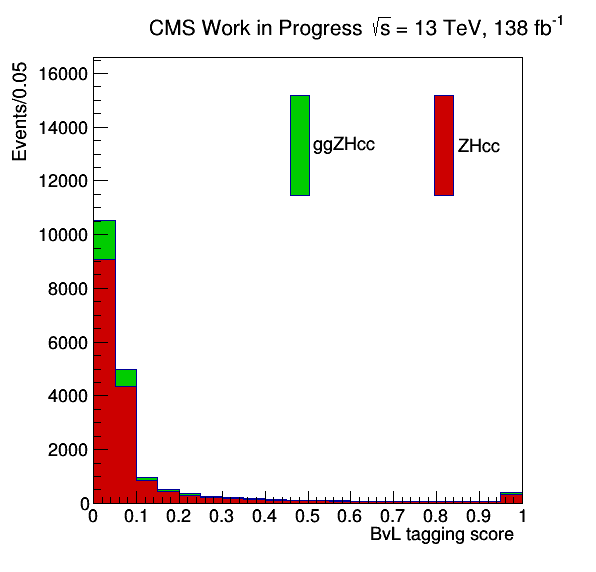 CMS Work in Progress √s = 13 TeV, 138 fb⁻¹
Events/0.05
16000
14000
12000
10000
8000
6000
4000
2000
0
ggZHcc
ZHcc
0 0.1 0.2 0.3 0.4 0.5 0.6 0.7 0.8 0.9 1
BvL tagging score